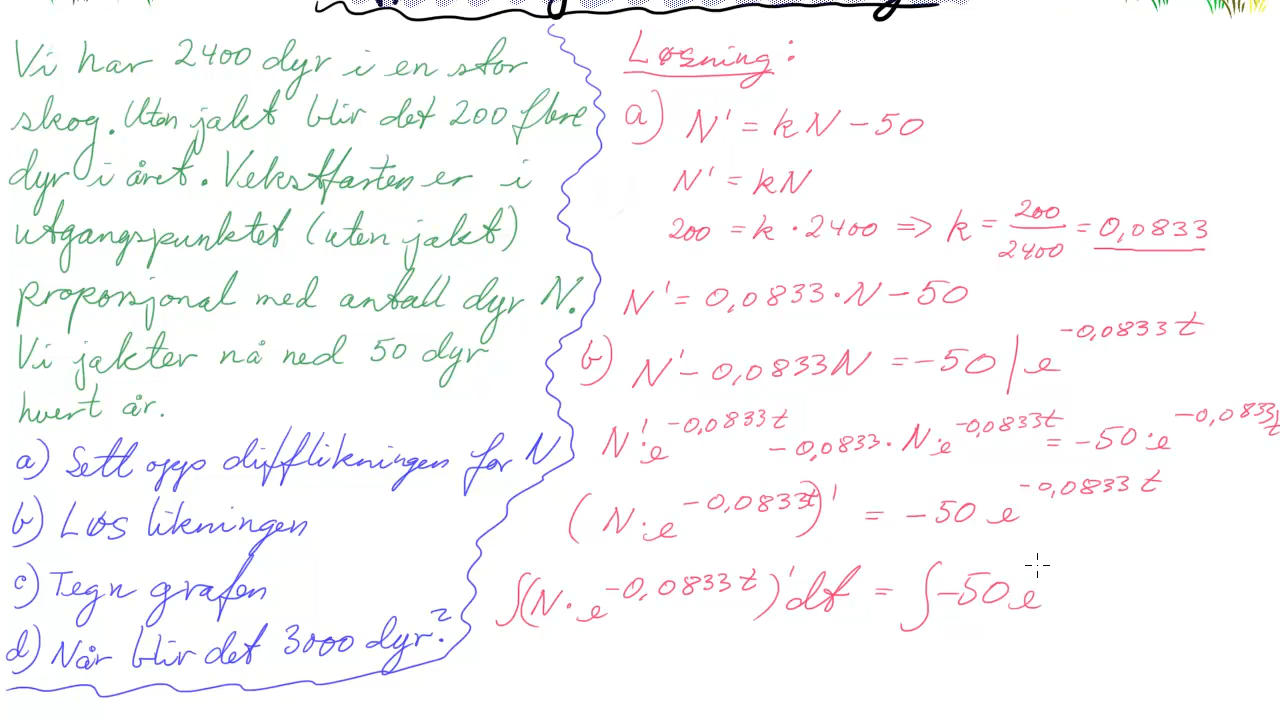 Vi har 2400 dyr i en stor
skog. Uten jakt blir det 200 flere
dyr i året. Vekstfarten er i
utgangspunktet (uten jakt)
proporsjonal med antall dyr N.
Vi jakter nå ned 50 dyr
hvert år.
a) Sett opp difflikningen for N
b) Løs likningen
c) Tegn grafen
d) Når blir det 3000 dyr?
Løsning:
a) N' = kN - 50
N' = kN
200 = k · 2400 => k = 200/2400 = 0,0833
N' = 0,0833 · N - 50
b) N' - 0,0833N = -50 | e^{-0,0833t}
N' · e^{-0,0833t} - 0,0833 · N · e^{-0,0833t} = -50 · e^{-0,0833t}
(N · e^{-0,0833t})' = -50 e^{-0,0833t}
∫(N · e^{-0,0833t})' dt = ∫-50 e